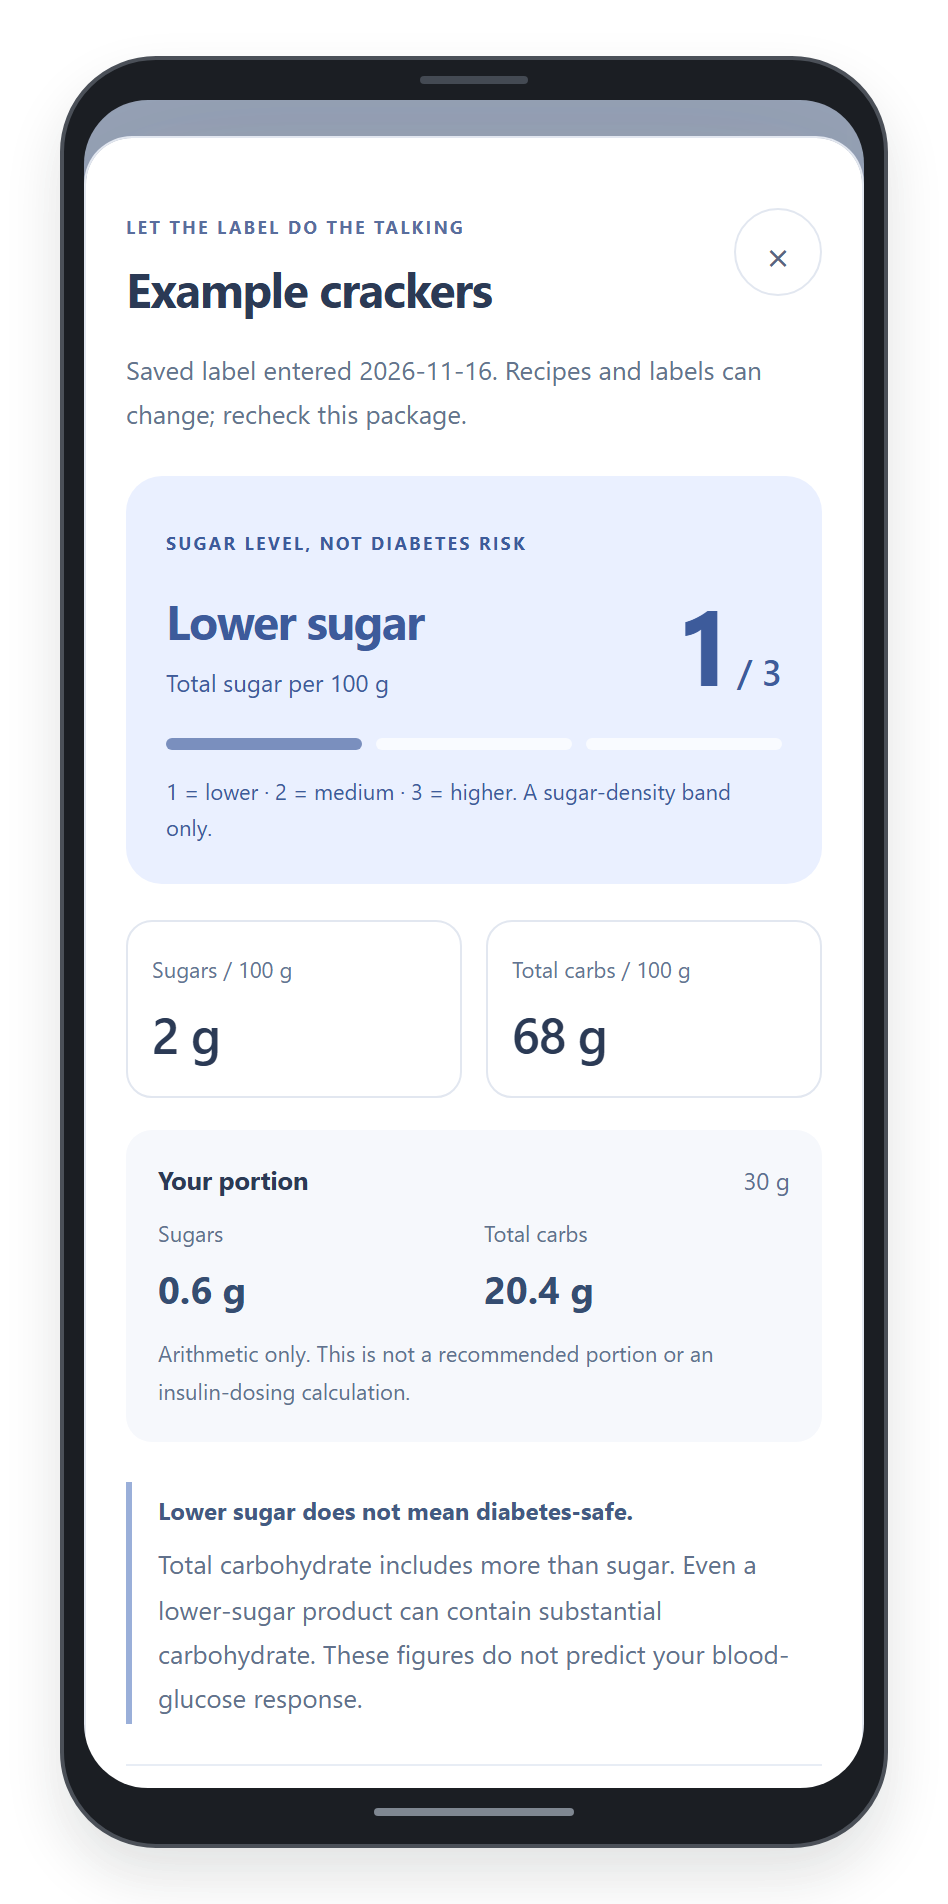 LET THE LABEL DO THE TALKING
Example crackers
×
Saved label entered 2026-11-16. Recipes and labels can
change; recheck this package.
SUGAR LEVEL, NOT DIABETES RISK
Lower sugar
1 / 3
Total sugar per 100 g
1 = lower · 2 = medium · 3 = higher. A sugar-density band
only.
Sugars / 100 g
2 g
Total carbs / 100 g
68 g
Your portion
30 g
Sugars
0.6 g
Total carbs
20.4 g
Arithmetic only. This is not a recommended portion or an
insulin-dosing calculation.
Lower sugar does not mean diabetes-safe.
Total carbohydrate includes more than sugar. Even a
lower-sugar product can contain substantial
carbohydrate. These figures do not predict your blood-
glucose response.